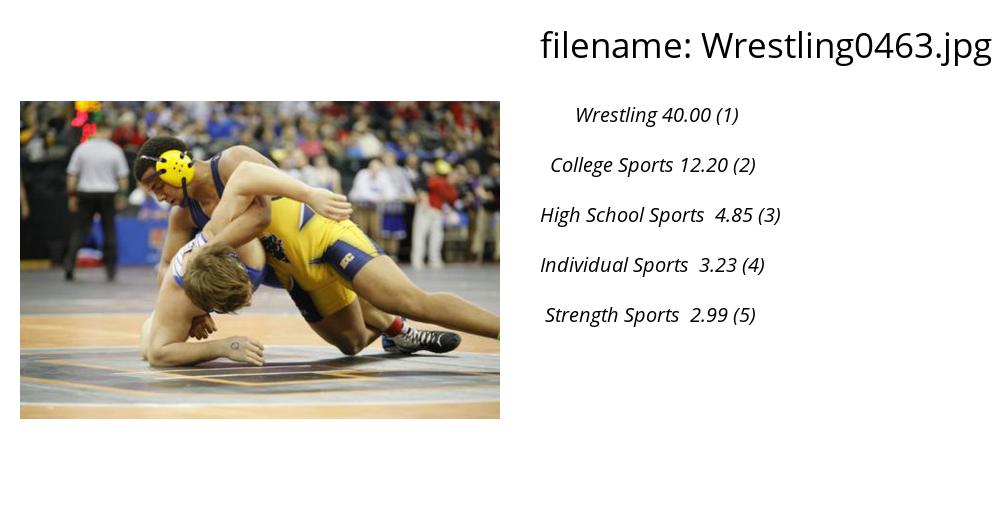 filename: Wrestling0463.jpg
Wrestling 40.00 (1)
College Sports 12.20 (2)
High School Sports 4.85 (3)
Individual Sports 3.23 (4)
Strength Sports 2.99 (5)